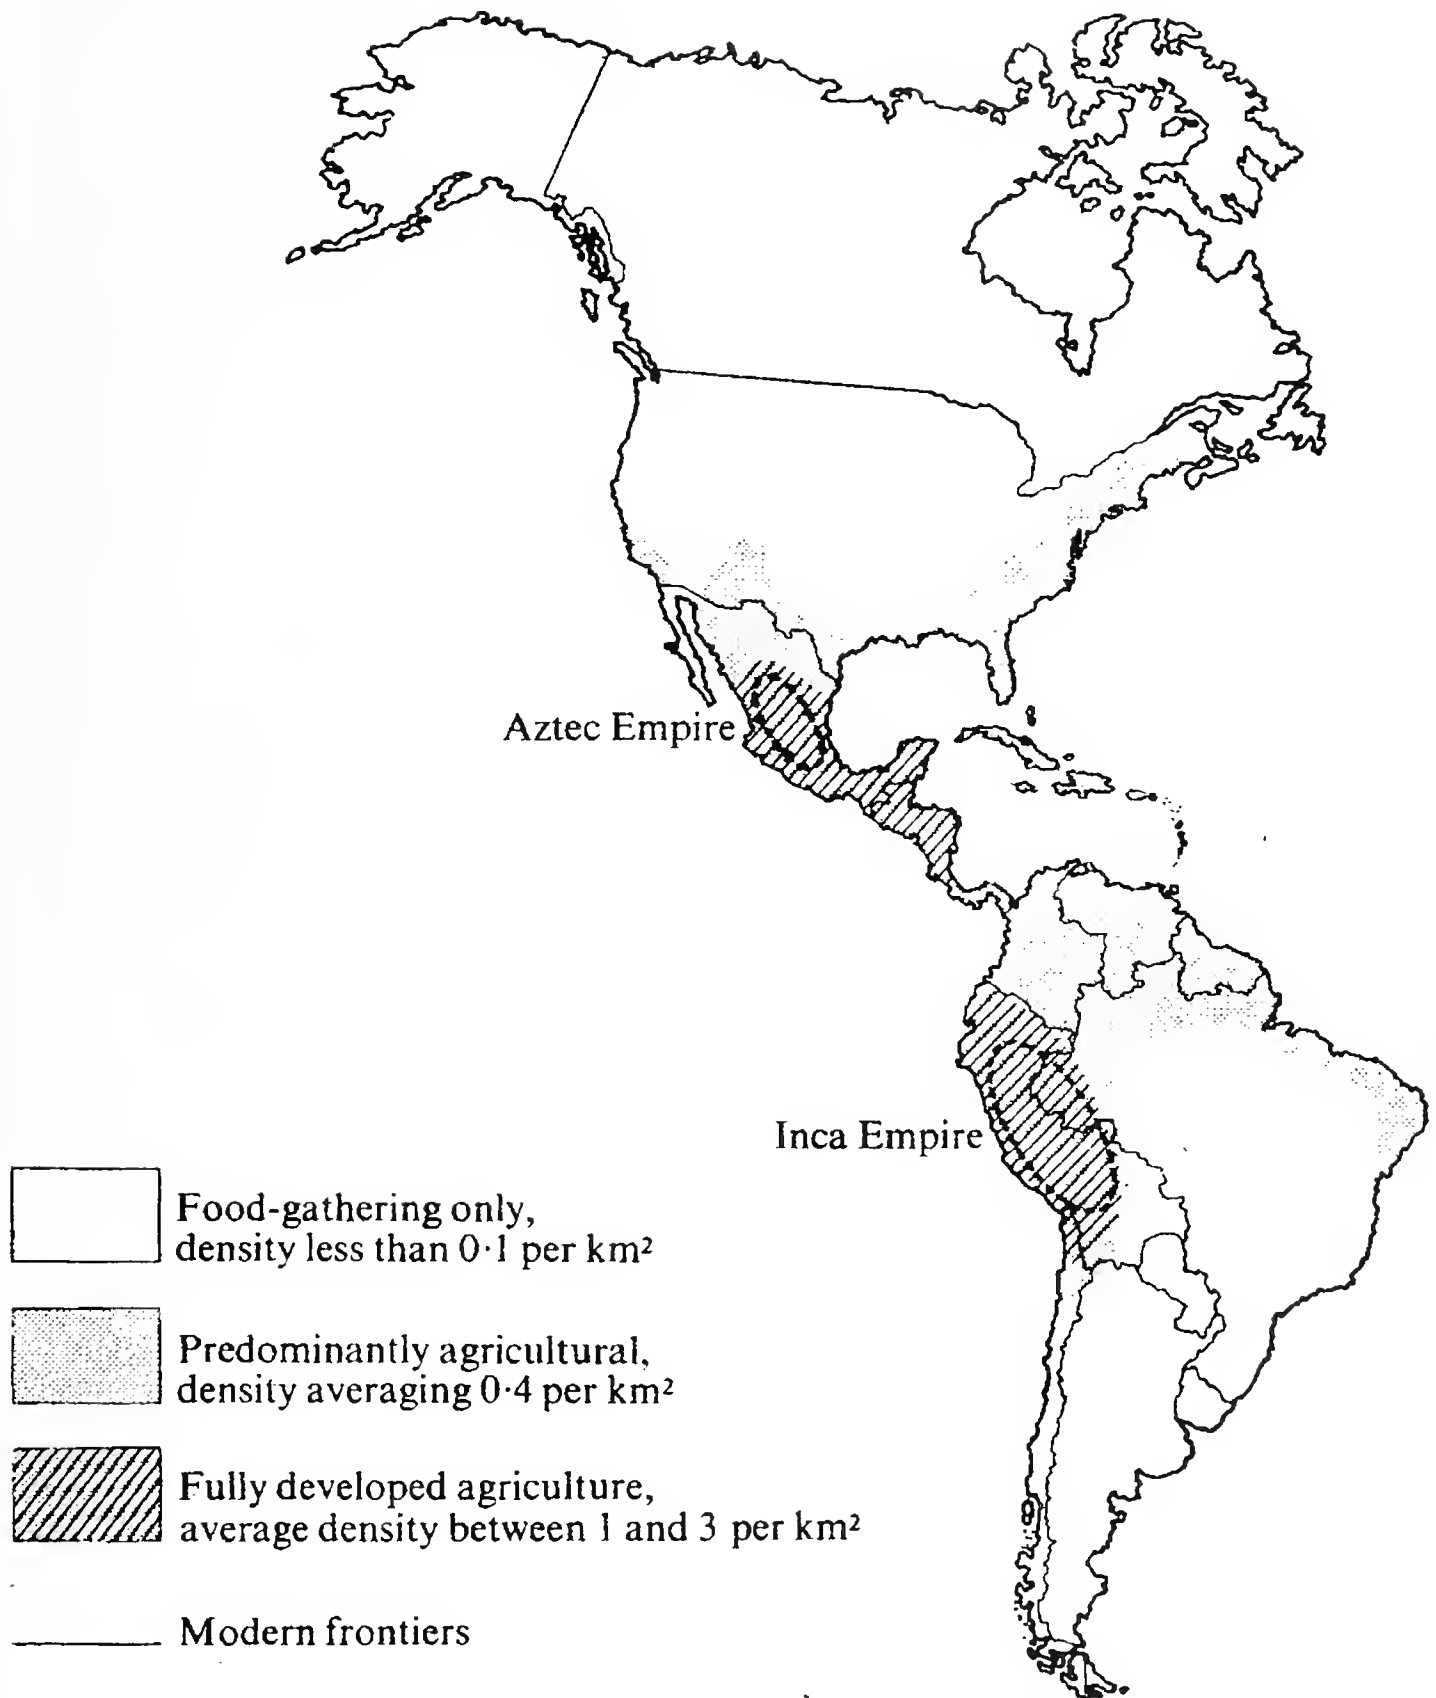 Aztec Empire
Inca Empire
Food-gathering only,
density less than 0·1 per km²
Predominantly agricultural,
density averaging 0·4 per km²
Fully developed agriculture,
average density between 1 and 3 per km²
Modern frontiers